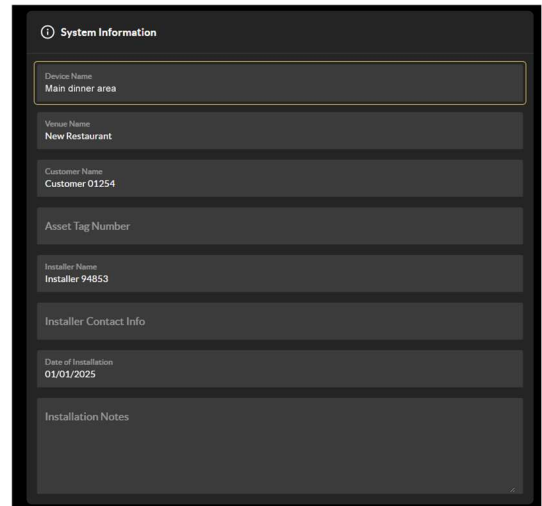 System Information
Device Name
Main dinner area
Venue Name
New Restaurant
Customer Name
Customer 01254
Asset Tag Number
Installer Name
Installer 94853
Installer Contact Info
Date of Installation
01/01/2025
Installation Notes